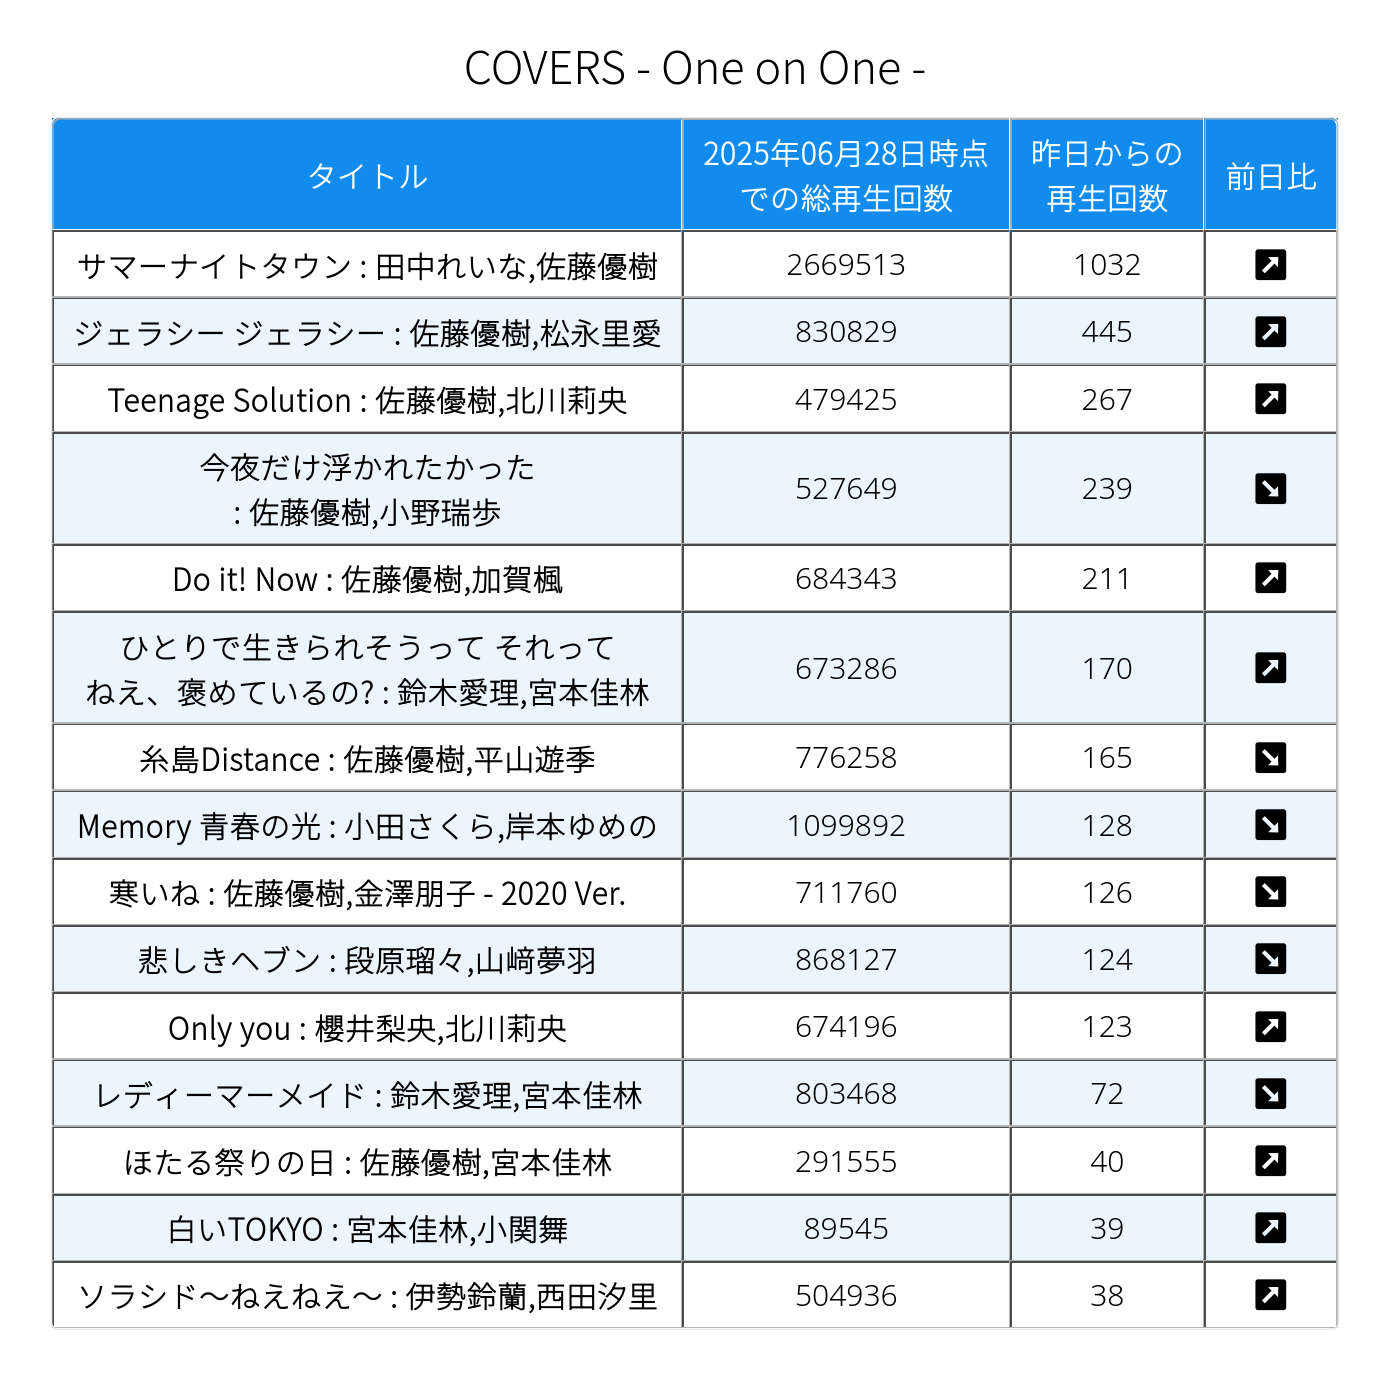 COVERS - One on One -
タイトル
2025年06月28日時点
での総再生回数
昨日からの
再生回数
前日比
サマーナイトタウン : 田中れいな,佐藤優樹
2669513
1032
ジェラシー ジェラシー : 佐藤優樹,松永里愛
830829
445
Teenage Solution : 佐藤優樹,北川莉央
479425
267
今夜だけ浮かれたかった
: 佐藤優樹,小野瑞歩
527649
239
Do it! Now : 佐藤優樹,加賀楓
684343
211
ひとりで生きられそうって それって
ねえ、褒めているの? : 鈴木愛理,宮本佳林
673286
170
糸島Distance : 佐藤優樹,平山遊季
776258
165
Memory 青春の光 : 小田さくら,岸本ゆめの
1099892
128
寒いね : 佐藤優樹,金澤朋子 - 2020 Ver.
711760
126
悲しきヘブン : 段原瑠々,山﨑夢羽
868127
124
Only you : 櫻井梨央,北川莉央
674196
123
レディーマーメイド : 鈴木愛理,宮本佳林
803468
72
ほたる祭りの日 : 佐藤優樹,宮本佳林
291555
40
白いTOKYO : 宮本佳林,小関舞
89545
39
ソラシド〜ねえねえ〜 : 伊勢鈴蘭,西田汐里
504936
38